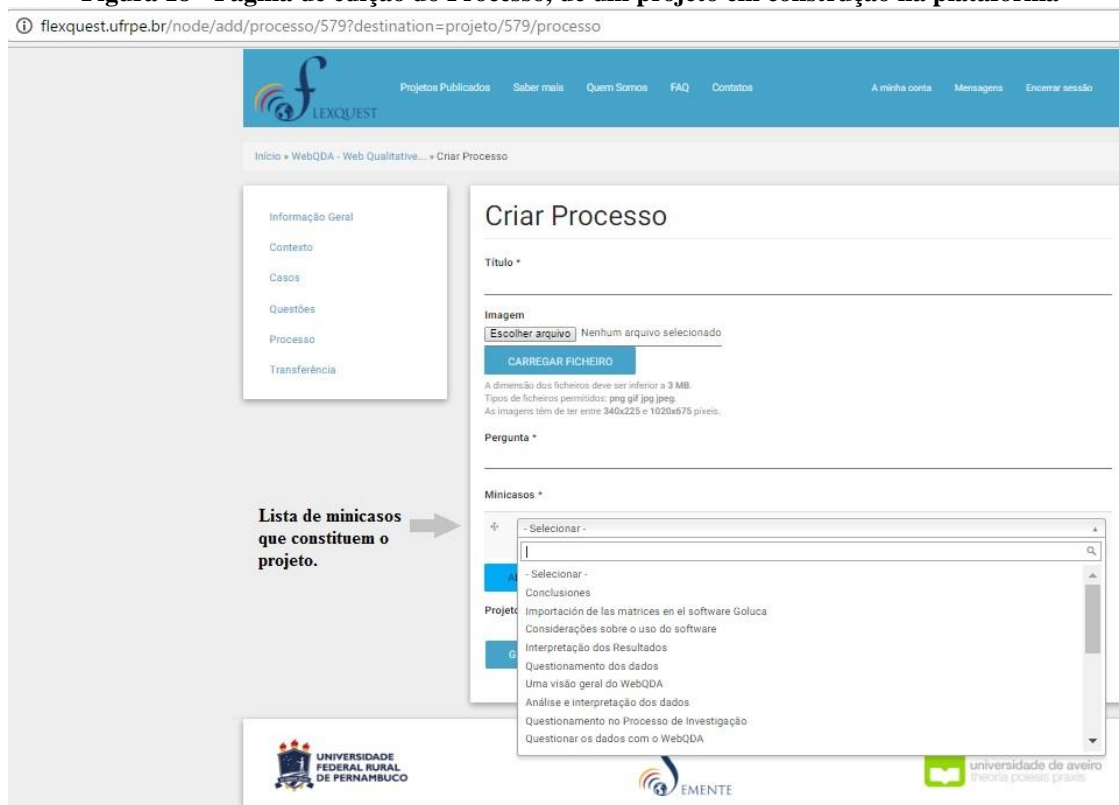 flexquest.ufrpe.br/node/add/processo/579?destination=projeto/579/processo
FLEXQUEST
Projetos Publicados Saber mais Quem Somos FAQ Contatos A minha conta Mensagens Encerrar sessão
Início » WebQDA - Web Qualitative... » Criar Processo
Informação Geral
Contexto
Casos
Questões
Processo
Transferência
Criar Processo
Título *
Imagem
Escolher arquivo Nenhum arquivo selecionado
CARREGAR FICHEIRO
A dimensão dos ficheiros deve ser inferior a 3 MB.
Tipos de ficheiros permitidos: png gif jpg jpeg.
As imagens têm de ter entre 340x225 e 1020x675 píxeis.
Pergunta *
Minicasos *
Lista de minicasos
que constituem o
projeto.
- Selecionar -
- Selecionar -
Conclusiones
Importación de las matrices en el software Goluca
Considerações sobre o uso do software
Interpretação dos Resultados
Questionamento dos dados
Uma visão geral do WebQDA
Análise e interpretação dos dados
Questionamento no Processo de Investigação
Questionar os dados com o WebQDA
Projeto
UNIVERSIDADE
FEDERAL RURAL
DE PERNAMBUCO
SEMENTE
universidade de aveiro
theoria poiesis praxis